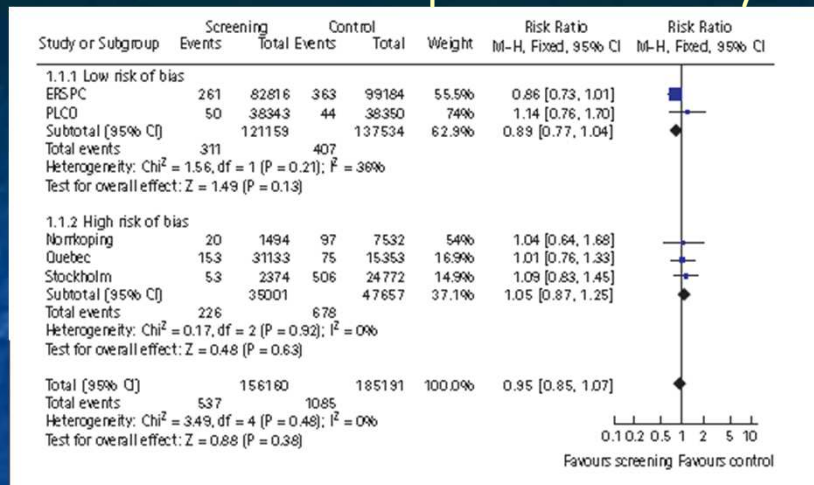 Screening Control Risk Ratio Risk Ratio
Study or Subgroup Events Total Events Total Weight M-H, Fixed, 95% CI M-H, Fixed, 95% CI
1.1.1 Low risk of bias
ERSPC 261 82816 363 99184 55.5% 0.86 [0.73, 1.01]
PLCO 50 38343 44 38350 74% 1.14 [0.76, 1.70]
Subtotal (95% CI) 121159 137534 62.9% 0.89 [0.77, 1.04]
Total events 311 407
Heterogeneity: Chi² = 1.56, df = 1 (P = 0.21); I² = 36%
Test for overall effect: Z = 1.49 (P = 0.13)
1.1.2 High risk of bias
Norrkoping 20 1494 97 7532 54% 1.04 [0.64, 1.68]
Quebec 153 31133 75 15353 16.9% 1.01 [0.76, 1.33]
Stockholm 53 2374 506 24772 14.9% 1.09 [0.83, 1.45]
Subtotal (95% CI) 35001 47657 37.1% 1.05 [0.87, 1.25]
Total events 226 678
Heterogeneity: Chi² = 0.17, df = 2 (P = 0.92); I² = 0%
Test for overall effect: Z = 0.48 (P = 0.63)
Total (95% CI) 156160 185191 100.0% 0.95 [0.85, 1.07]
Total events 537 1085
Heterogeneity: Chi² = 3.49, df = 4 (P = 0.48); I² = 0%
Test for overall effect: Z = 0.88 (P = 0.38)
0.1 0.2 0.5 1 2 5 10
Favours screening Favours control